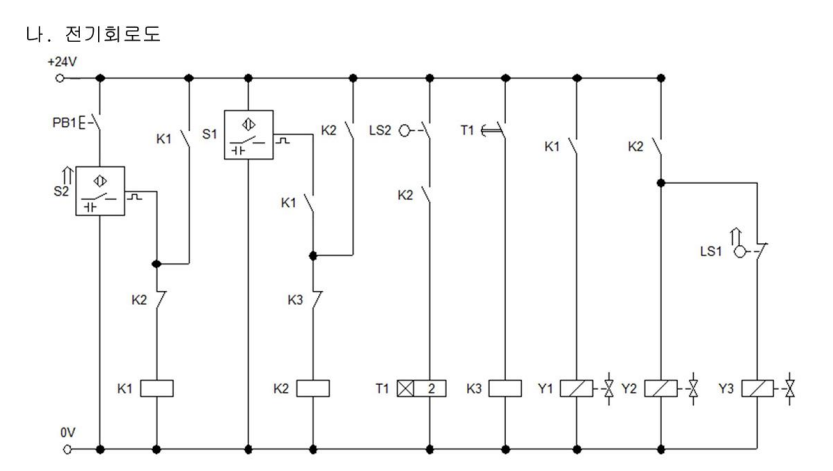 나. 전기회로도
+24V
PB1
K1
S1
K2
LS2
T1
K1
K2
S2
K1
K2
LS1
K2
K3
K1
K2
T1
2
K3
Y1
Y2
Y3
0V